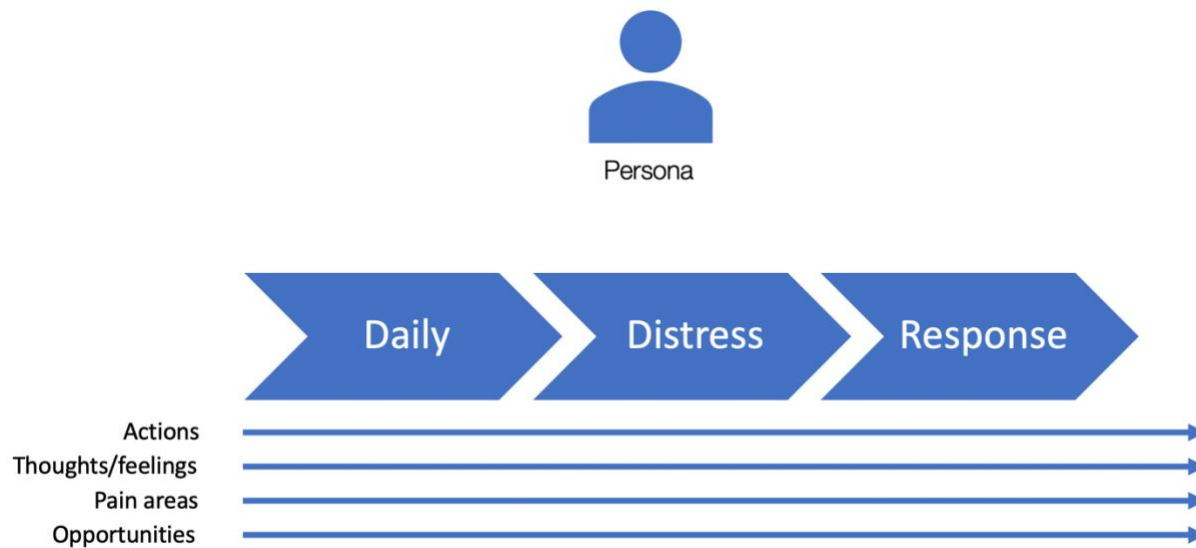 Persona
Daily
Distress
Response
Actions
Thoughts/feelings
Pain areas
Opportunities